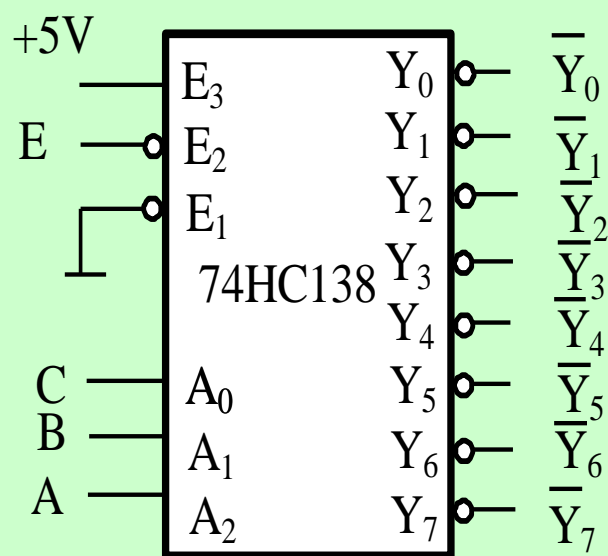 +5V
E₃ Y₀ Y̅₀
E E₂ Y₁ Y̅₁
E₁ Y₂ Y̅₂
74HC138 Y₃ Y̅₃
Y₄ Y̅₄
C A₀ Y₅ Y̅₅
B A₁ Y₆ Y̅₆
A A₂ Y₇ Y̅₇